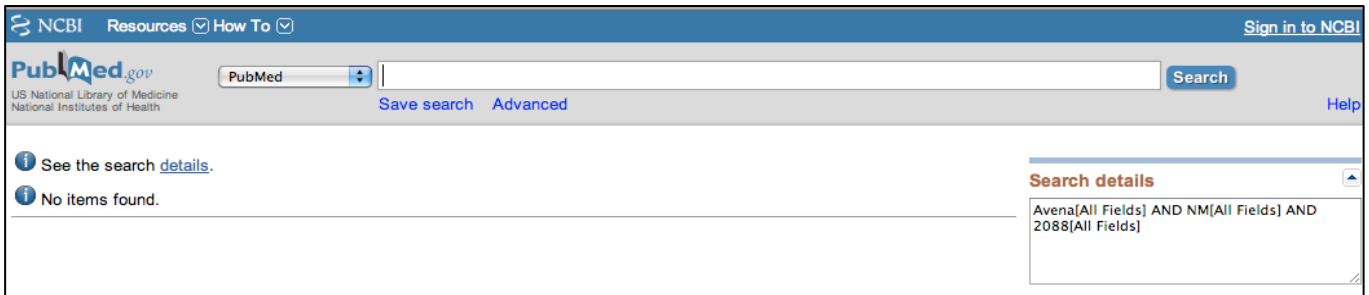 NCBI Resources How To Sign in to NCBI
PubMed.gov
US National Library of Medicine
National Institutes of Health
PubMed
Search
Save search Advanced Help
See the search details.
No items found.
Search details
Avena[All Fields] AND NM[All Fields] AND
2088[All Fields]